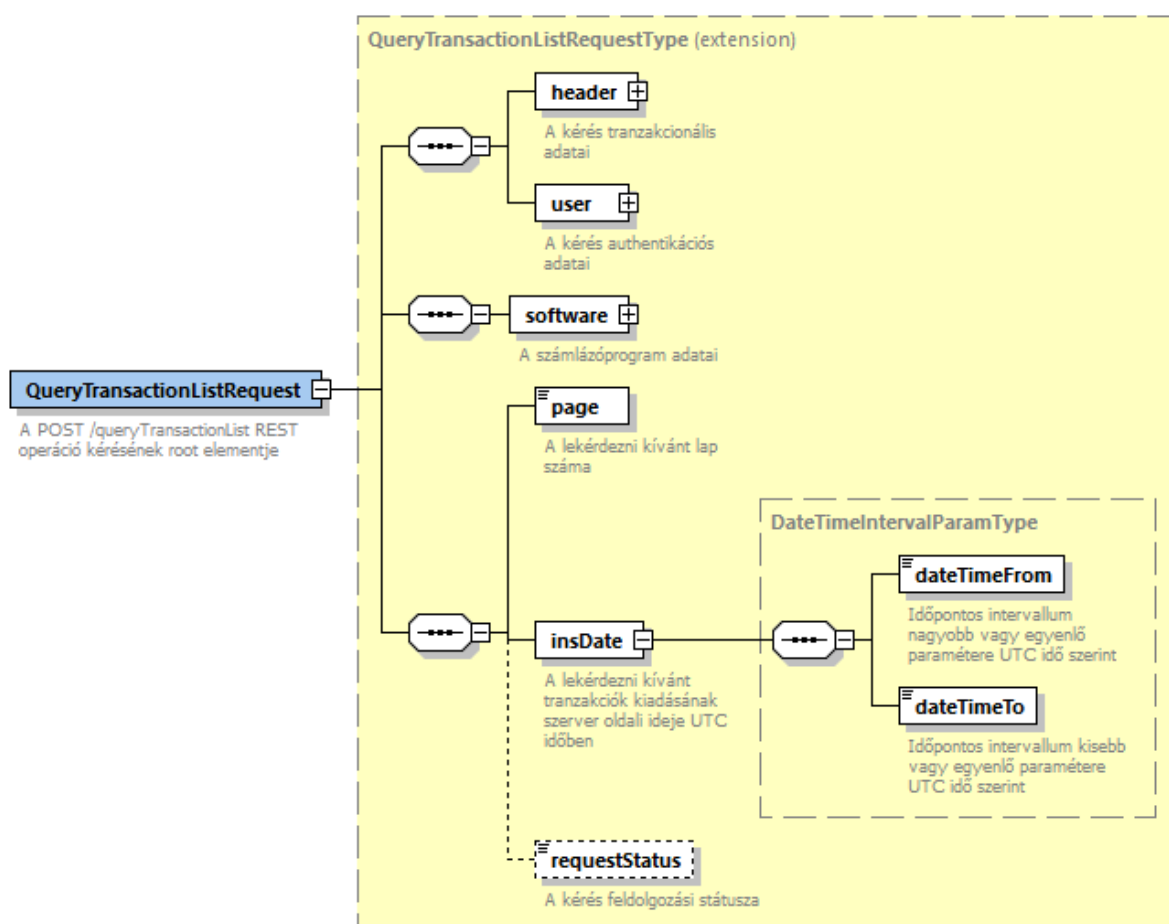 QueryTransactionListRequestType (extension)
header
A kérés tranzakcionális
adatai
user
A kérés authentikációs
adatai
software
A számlázóprogram adatai
QueryTransactionListRequest
A POST /queryTransactionList REST
operáció kérésének root elementje
page
A lekérdezni kívánt lap
száma
DateTimeIntervalParamType
dateTimeFrom
Időpontos intervallum
nagyobb vagy egyenlő
paramétere UTC idő szerint
insDate
A lekérdezni kívánt
tranzakciók kiadásának
szerver oldali ideje UTC
időben
dateTimeTo
Időpontos intervallum kisebb
vagy egyenlő paramétere
UTC idő szerint
requestStatus
A kérés feldolgozási státusza